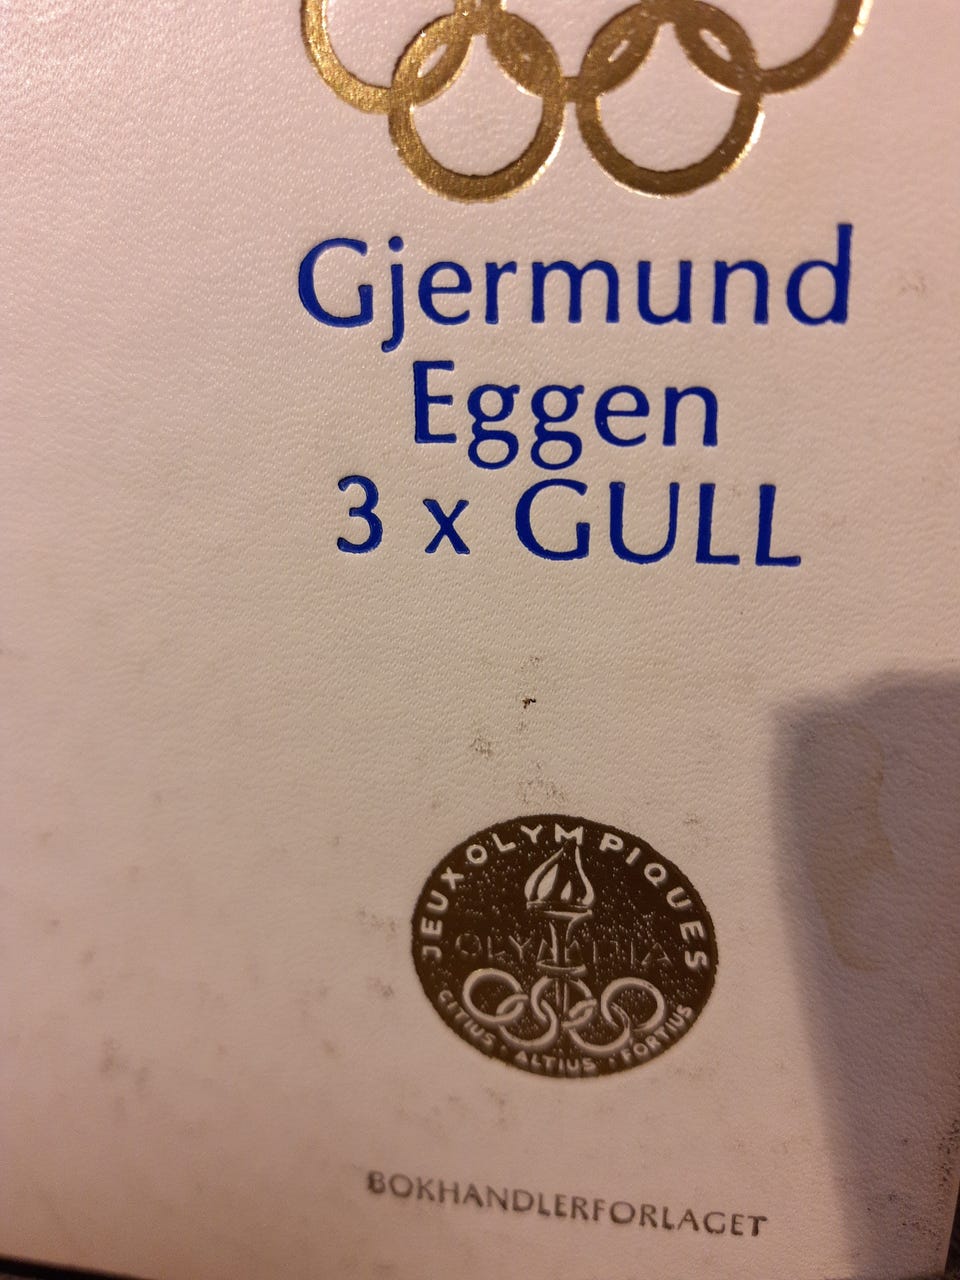 Gjermund
Eggen
3 x GULL
JEUX OLYMPIQUES
OLYMPIA
CITIUS · ALTIUS · FORTIUS
BOKHANDLERFORLAGET